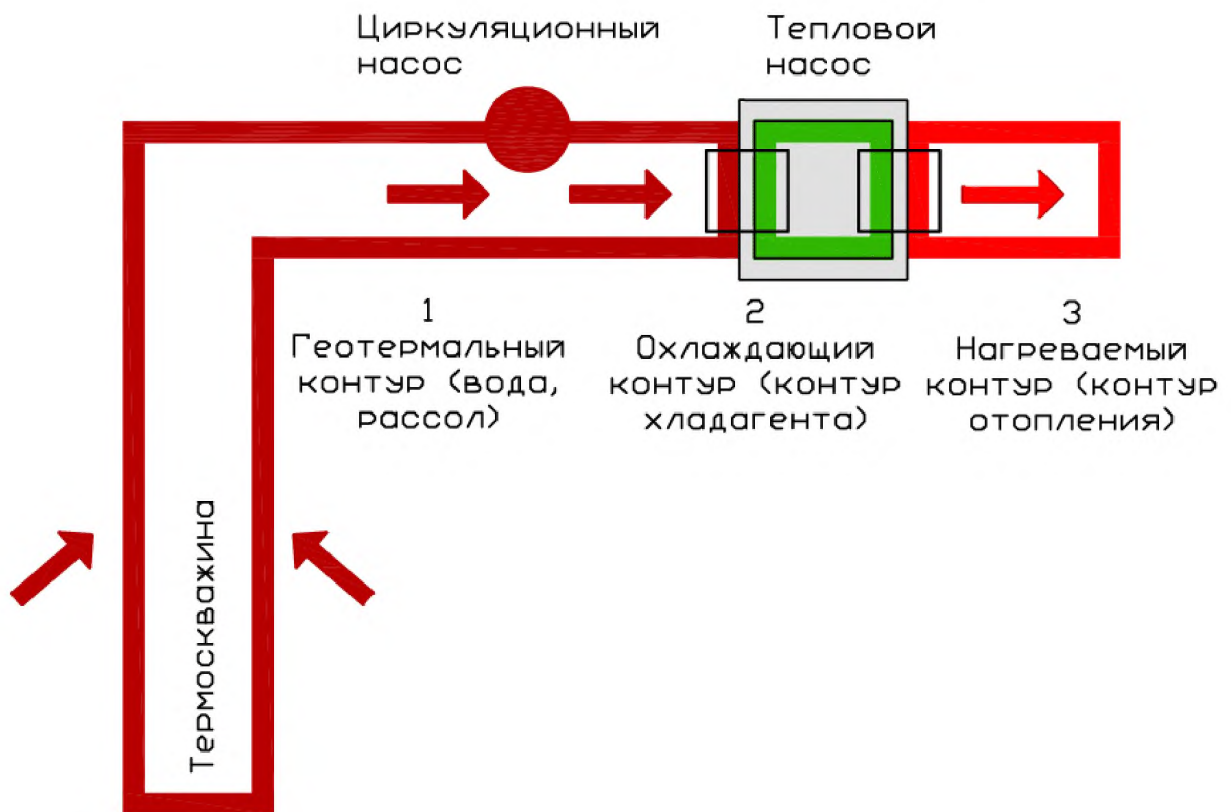 Циркуляционный
насос
Тепловой
насос
1
Геотермальный
контур (вода,
рассол)
2
Охлаждающий
контур (контур
хладагента)
3
Нагреваемый
контур (контур
отопления)
Термоскважина